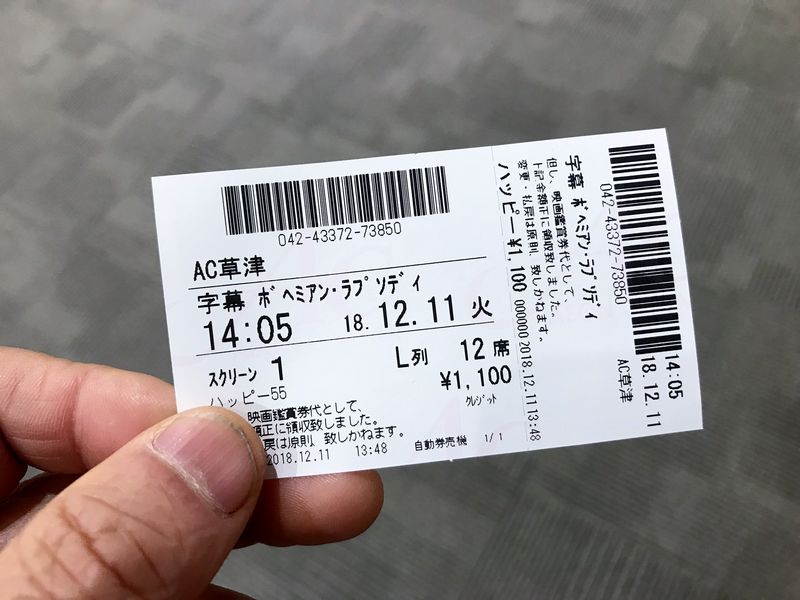 042-43372-73850
AC草津
字幕 ボヘミアン・ラプソディ
14:05 18.12.11 火
スクリーン 1 L列 12席
ハッピー55 ¥1,100
クレジット
映画鑑賞券代として、
領正に領収致しました。
戻は原則、致しかねます。
2018.12.11 13:48 自動券売機 1/1
字幕 ボヘミアン・ラプソディ
但し、映画鑑賞券代として、
上記金額正に領収致しました。
変更・払戻は原則、致しかねます。
ハッピー¥1,100 000000 2018.12.11 13:48
042-43372-73850
14:05
18.12.11
AC草津